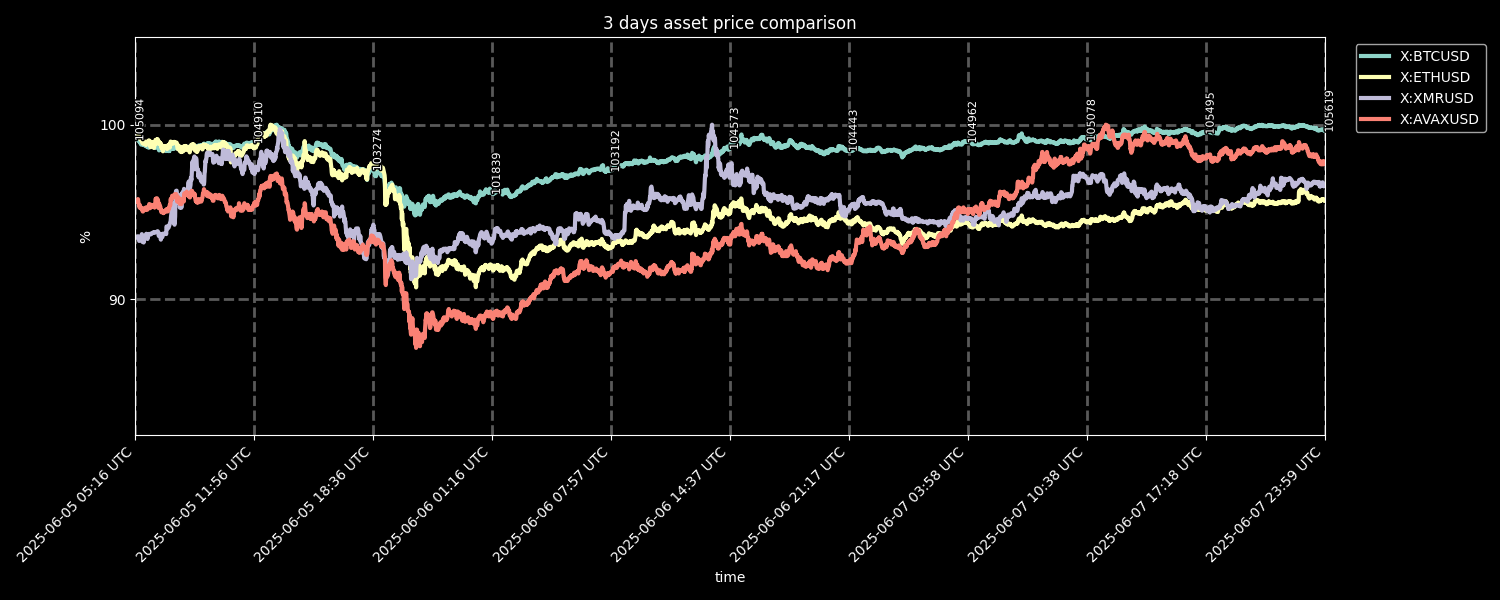 3 days asset price comparison
X:BTCUSD
X:ETHUSD
X:XMRUSD
X:AVAXUSD
100
90
%
105094
104910
103274
101839
103192
104573
104443
104962
105078
105495
105619
2025-06-05 05:16 UTC
2025-06-05 11:56 UTC
2025-06-05 18:36 UTC
2025-06-06 01:16 UTC
2025-06-06 07:57 UTC
2025-06-06 14:37 UTC
2025-06-06 21:17 UTC
2025-06-07 03:58 UTC
2025-06-07 10:38 UTC
2025-06-07 17:18 UTC
2025-06-07 23:59 UTC
time